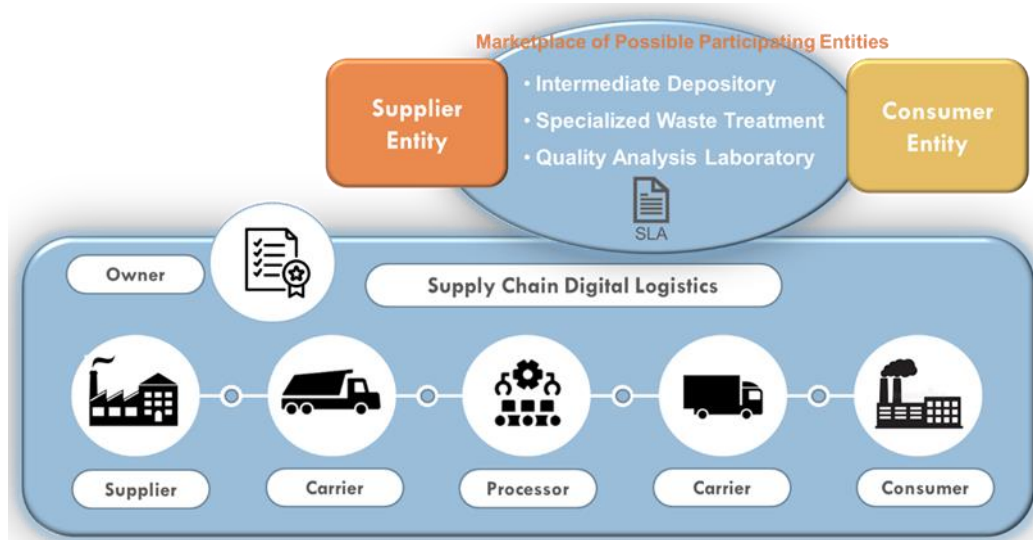 Marketplace of Possible Participating Entities
Supplier
Entity
• Intermediate Depository
• Specialized Waste Treatment
• Quality Analysis Laboratory
Consumer
Entity
SLA
Owner
Supply Chain Digital Logistics
Supplier
Carrier
Processor
Carrier
Consumer